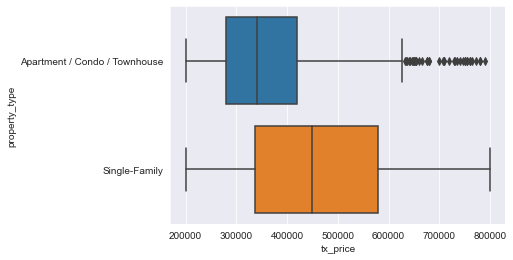 Apartment / Condo / Townhouse
property_type
Single-Family
200000 300000 400000 500000 600000 700000 800000
tx_price